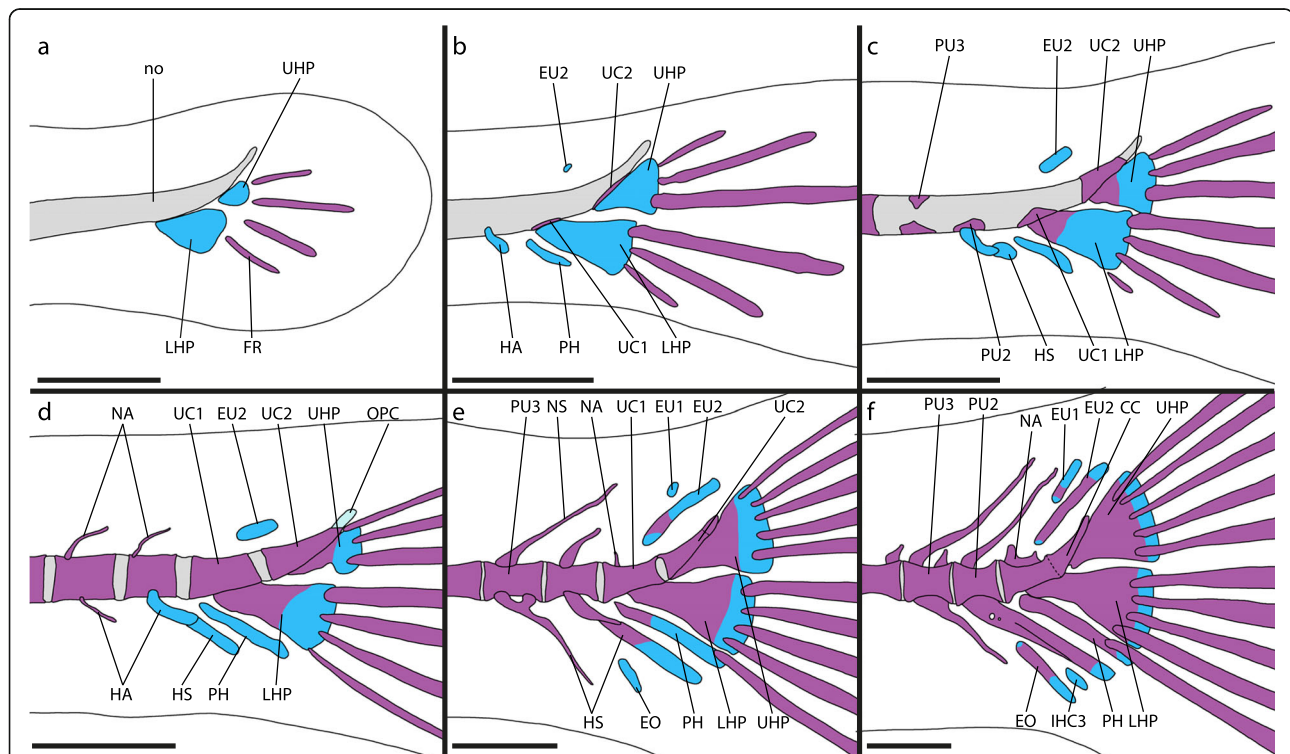 a
no UHP
LHP FR
b
EU2 UC2 UHP
HA PH UC1 LHP
c
PU3 EU2 UC2 UHP
PU2 HS UC1 LHP
d
NA UC1 EU2 UC2 UHP OPC
HA HS PH LHP
e
PU3 NS NA UC1 EU1 EU2 UC2
HS EO PH LHP UHP
f
PU3 PU2 NA EU1 EU2 CC UHP
EO IHC3 PH LHP